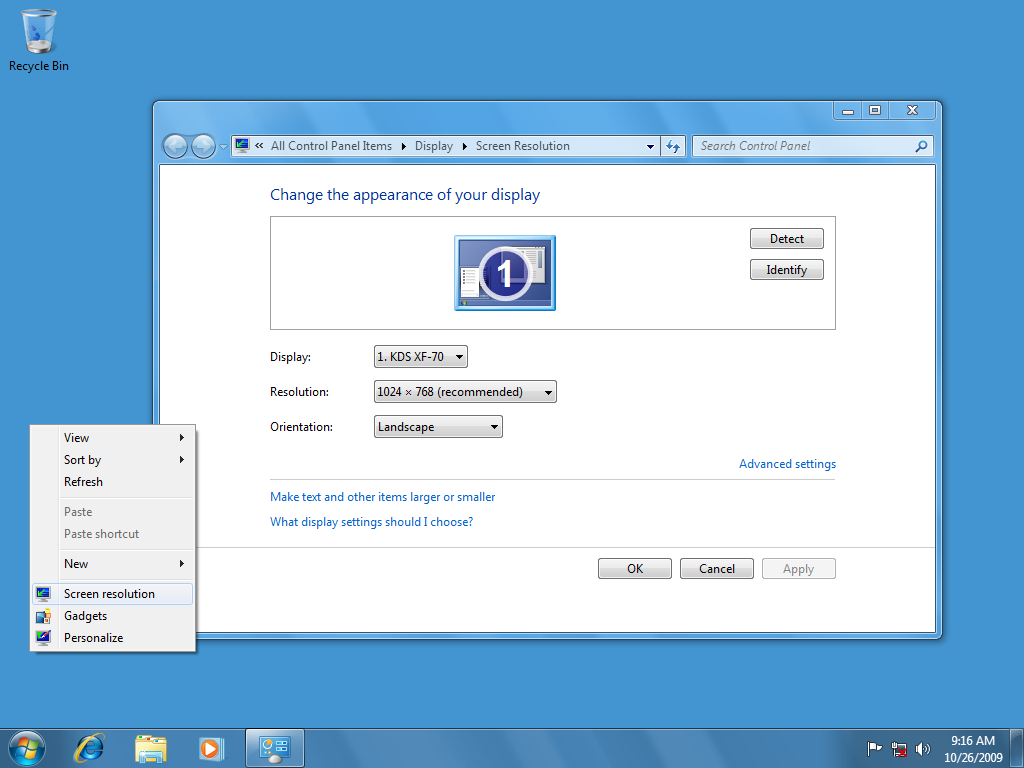 Recycle Bin
« All Control Panel Items Display Screen Resolution
Search Control Panel
Change the appearance of your display
1
Detect
Identify
Display: 1. KDS XF-70
Resolution: 1024 × 768 (recommended)
Orientation: Landscape
Advanced settings
Make text and other items larger or smaller
What display settings should I choose?
OK Cancel Apply
View
Sort by
Refresh
Paste
Paste shortcut
New
Screen resolution
Gadgets
Personalize
9:16 AM
10/26/2009